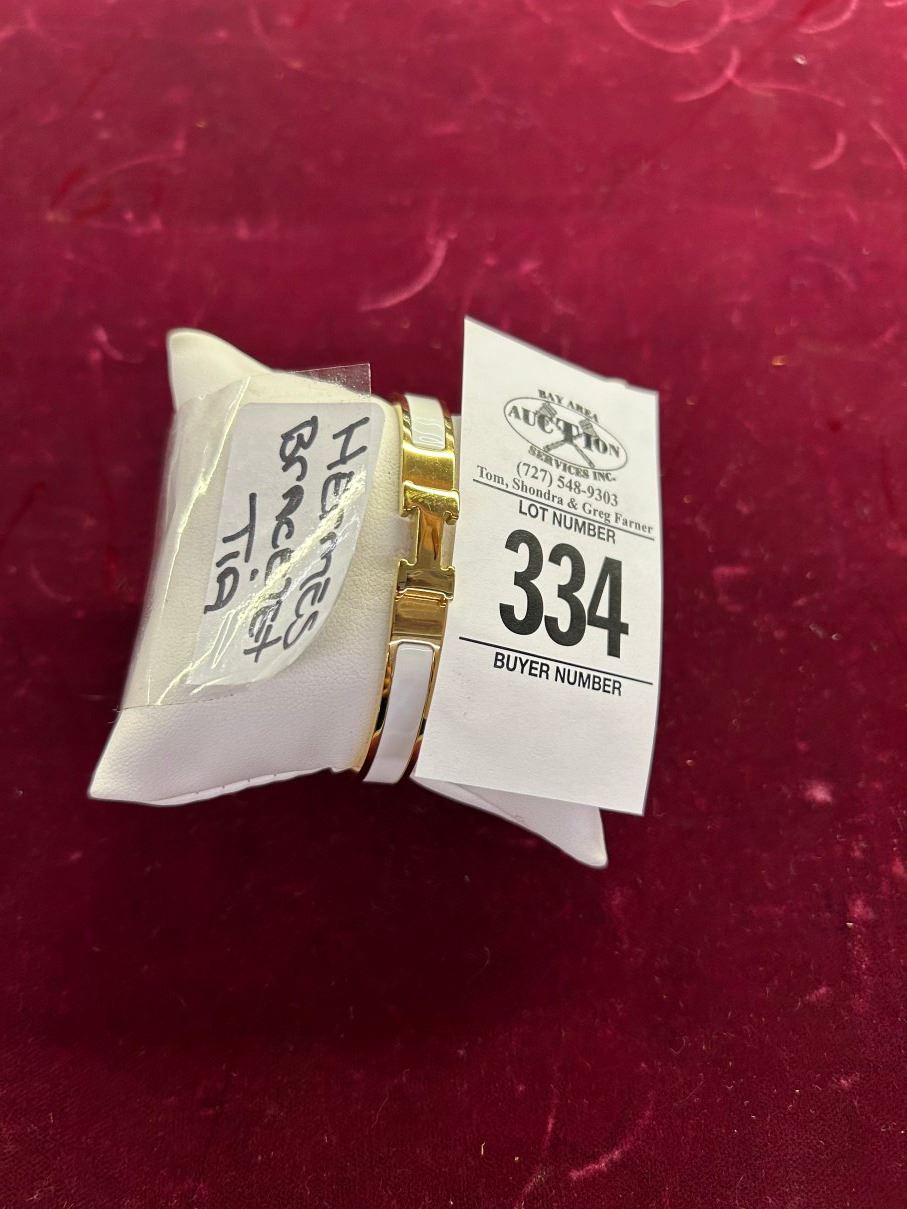 HErmES
BrAceleT
TIA
BAY AREA
AUCTION
SERVICES INC.
(727) 548-9303
Tom, Shondra & Greg Farner
LOT NUMBER
334
BUYER NUMBER